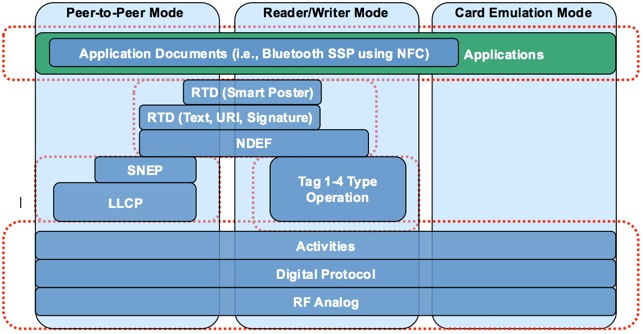 Peer-to-Peer Mode
Reader/Writer Mode
Card Emulation Mode
Application Documents (i.e., Bluetooth SSP using NFC)
Applications
RTD (Smart Poster)
RTD (Text, URI, Signature)
NDEF
SNEP
LLCP
Tag 1-4 Type
Operation
Activities
Digital Protocol
RF Analog